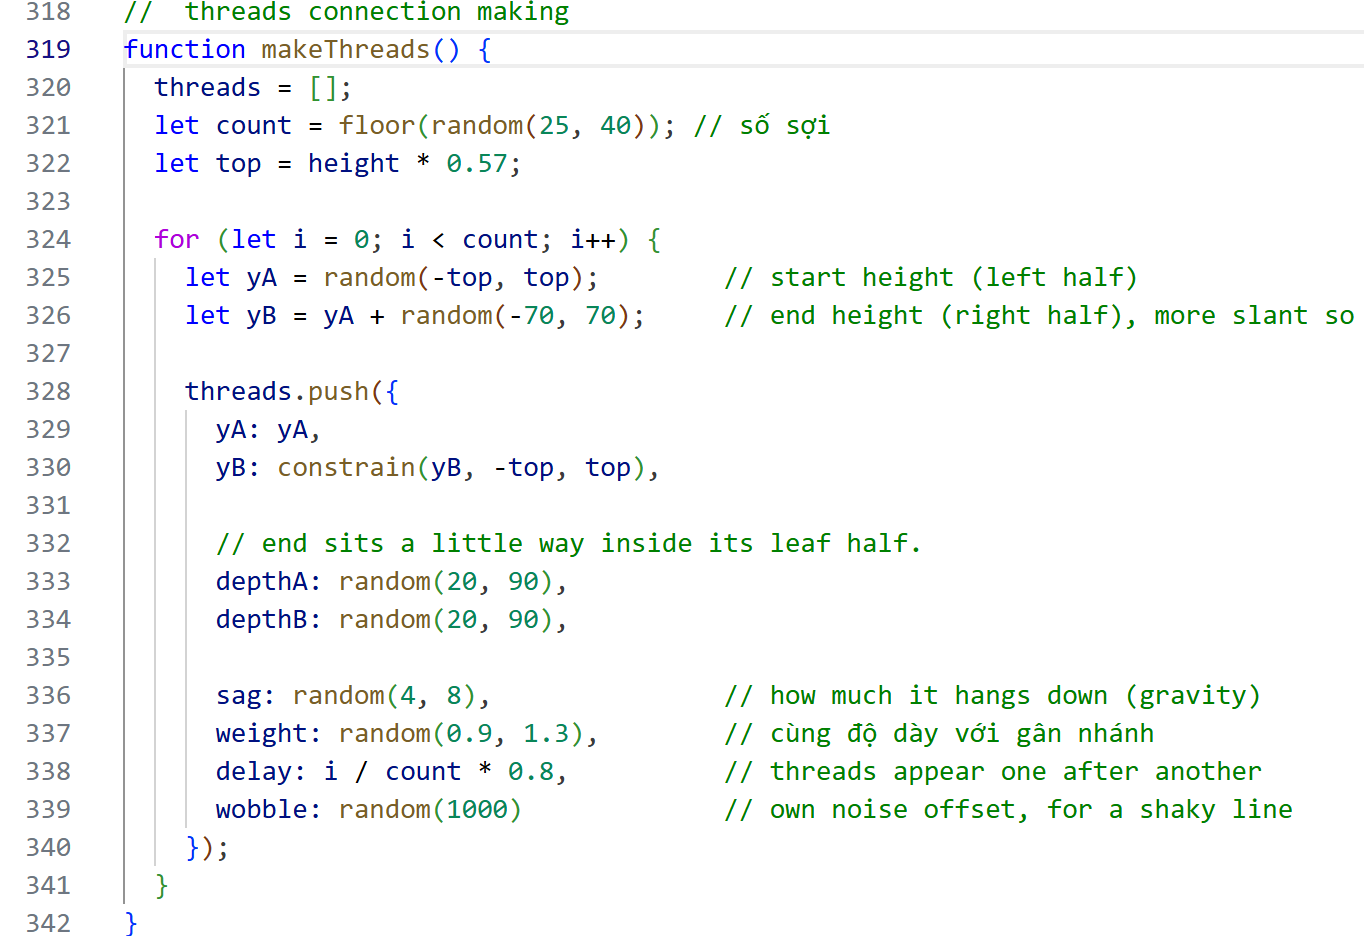 318 //  threads connection making
319 function makeThreads() {
320   threads = [];
321   let count = floor(random(25, 40)); // số sợi
322   let top = height * 0.57;
323
324   for (let i = 0; i < count; i++) {
325     let yA = random(-top, top);        // start height (left half)
326     let yB = yA + random(-70, 70);     // end height (right half), more slant so
327
328     threads.push({
329       yA: yA,
330       yB: constrain(yB, -top, top),
331
332       // end sits a little way inside its leaf half.
333       depthA: random(20, 90),
334       depthB: random(20, 90),
335
336       sag: random(4, 8),               // how much it hangs down (gravity)
337       weight: random(0.9, 1.3),        // cùng độ dày với gân nhánh
338       delay: i / count * 0.8,          // threads appear one after another
339       wobble: random(1000)             // own noise offset, for a shaky line
340     });
341   }
342 }